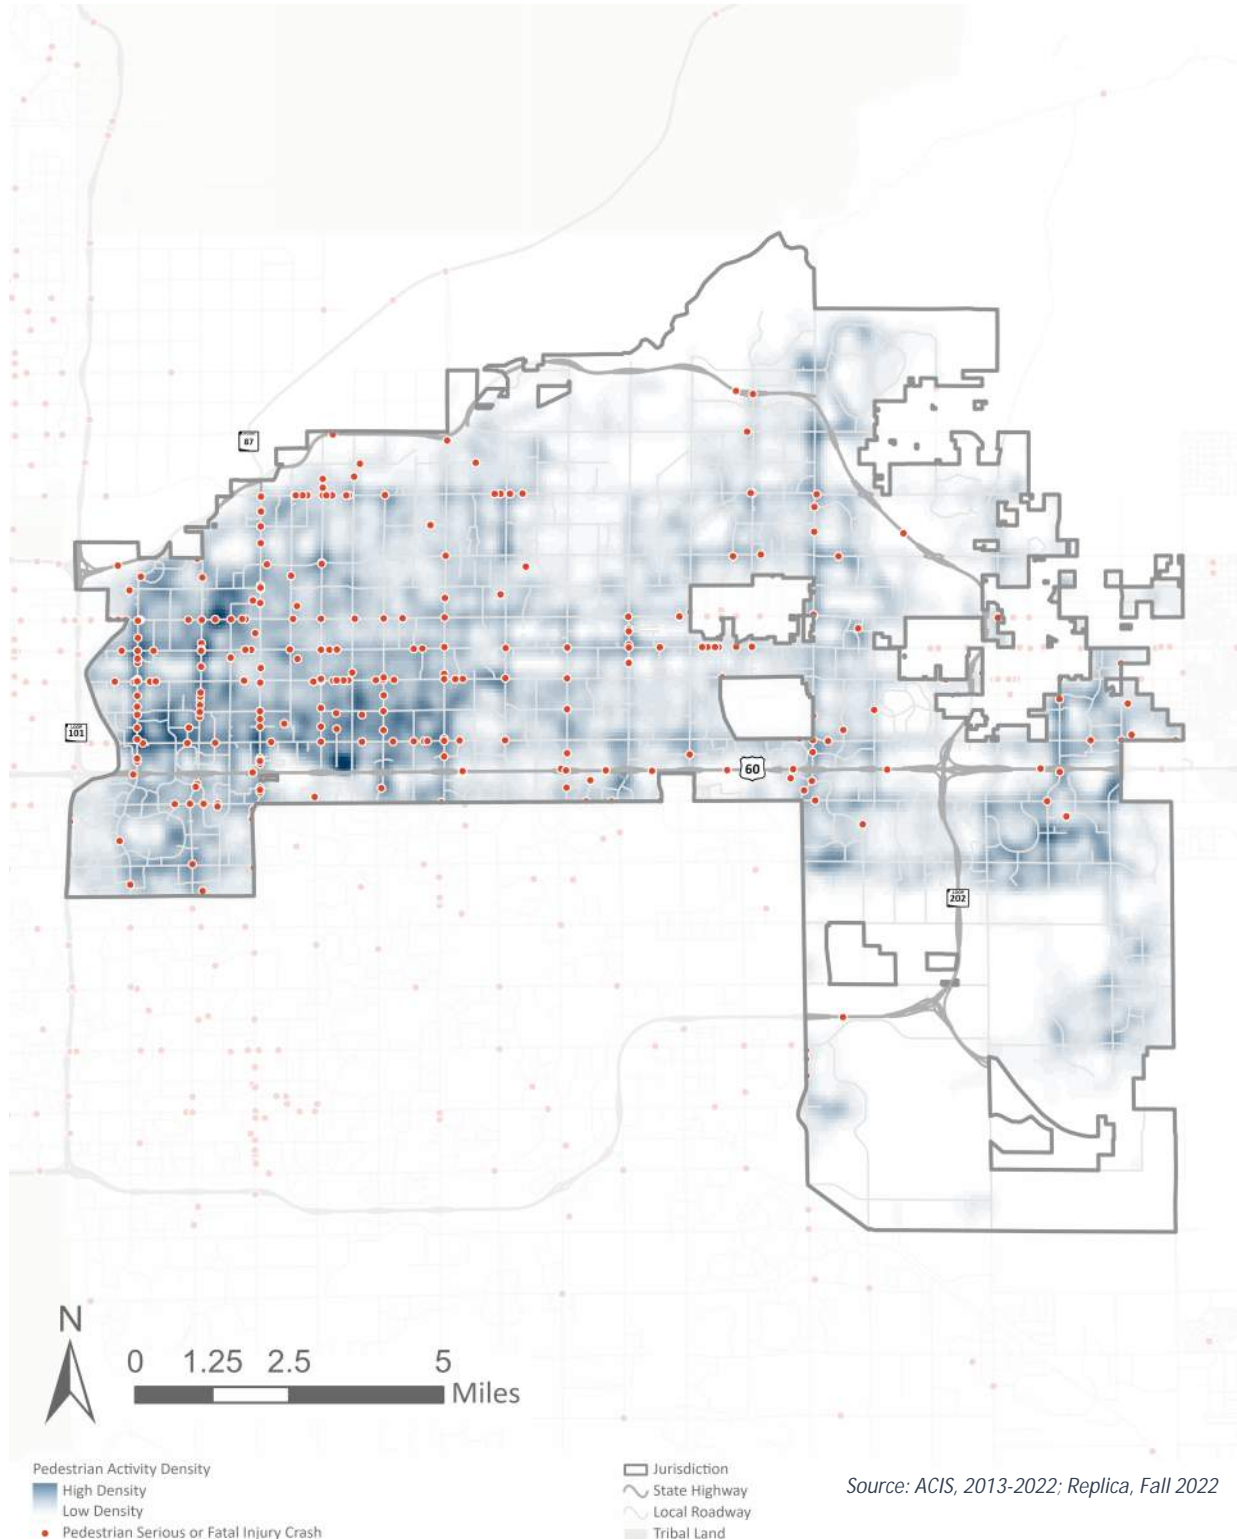 87
LOOP
101
60
LOOP
202
N
0 1.25 2.5 5
Miles
Pedestrian Activity Density
High Density
Low Density
Pedestrian Serious or Fatal Injury Crash
Jurisdiction
State Highway
Local Roadway
Tribal Land
Source: ACIS, 2013-2022; Replica, Fall 2022